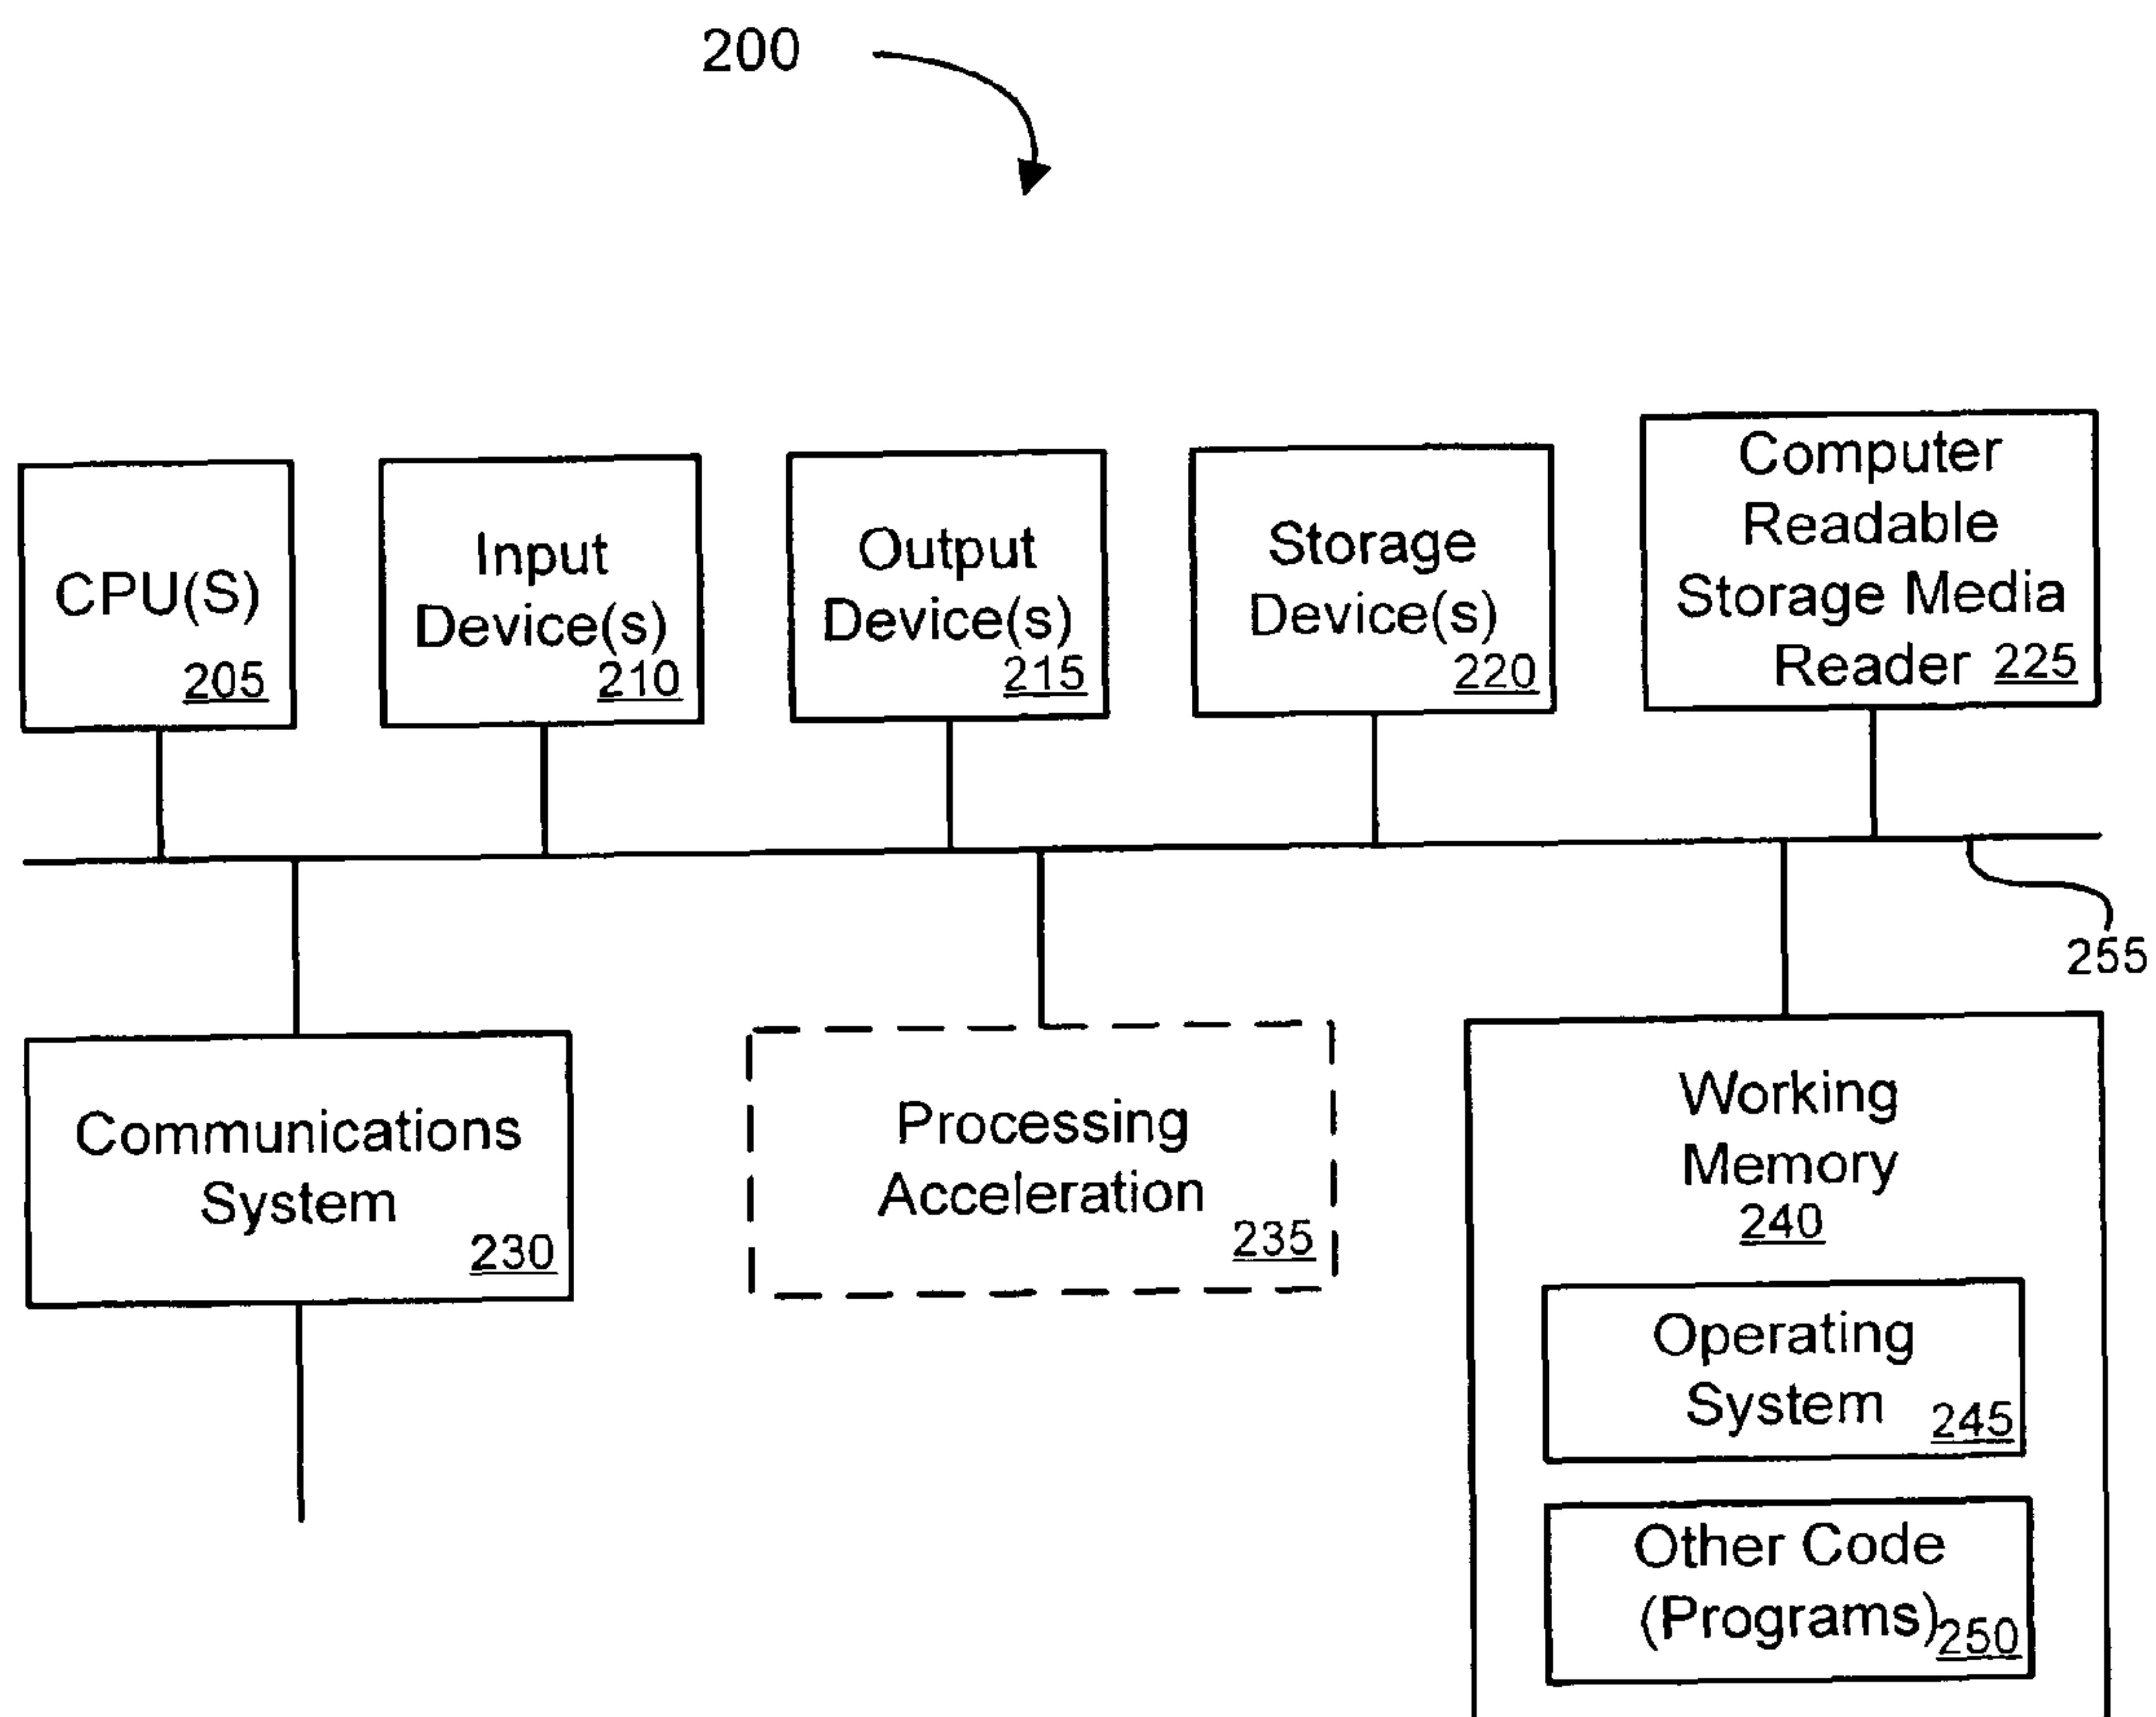 200
CPU(S)
205
Input
Device(s)
210
Output
Device(s)
215
Storage
Device(s)
220
Computer
Readable
Storage Media
Reader 225
255
Communications
System
230
Processing
Acceleration
235
Working
Memory
240
Operating
System
245
Other Code
(Programs)
250